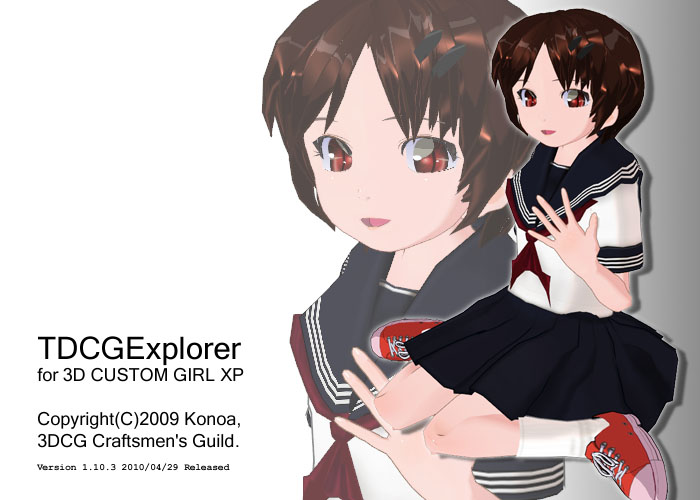 TDCGExplorer
for 3D CUSTOM GIRL XP
Copyright(C)2009 Konoa,
3DCG Craftsmen's Guild.
Version 1.10.3 2010/04/29 Released